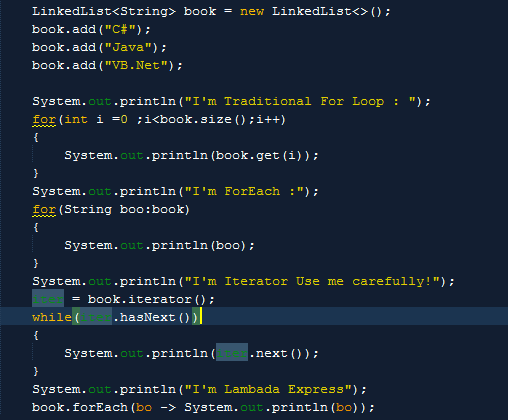 LinkedList<String> book = new LinkedList<>();
book.add("C#");
book.add("Java");
book.add("VB.Net");
System.out.println("I'm Traditional For Loop : ");
for(int i =0 ;i<book.size();i++)
{
System.out.println(book.get(i));
}
System.out.println("I'm ForEach :");
for(String boo:book)
{
System.out.println(boo);
}
System.out.println("I'm Iterator Use me carefully!");
iter = book.iterator();
while(iter.hasNext())
{
System.out.println(iter.next());
}
System.out.println("I'm Lambada Express");
book.forEach(bo -> System.out.println(bo));